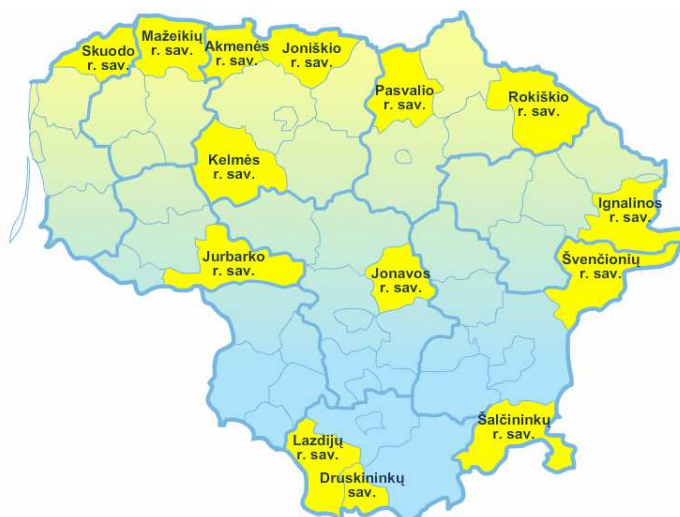 Skuodo
r. sav.
Mažeikių
r. sav.
Akmenės
r. sav.
Joniškio
r. sav.
Pasvalio
r. sav.
Rokiškio
r. sav.
Kelmės
r. sav.
Ignalinos
r. sav.
Jurbarko
r. sav.
Jonavos
r. sav.
Švenčionių
r. sav.
Šalčininkų
r. sav.
Lazdijų
r. sav.
Druskininkų
sav.